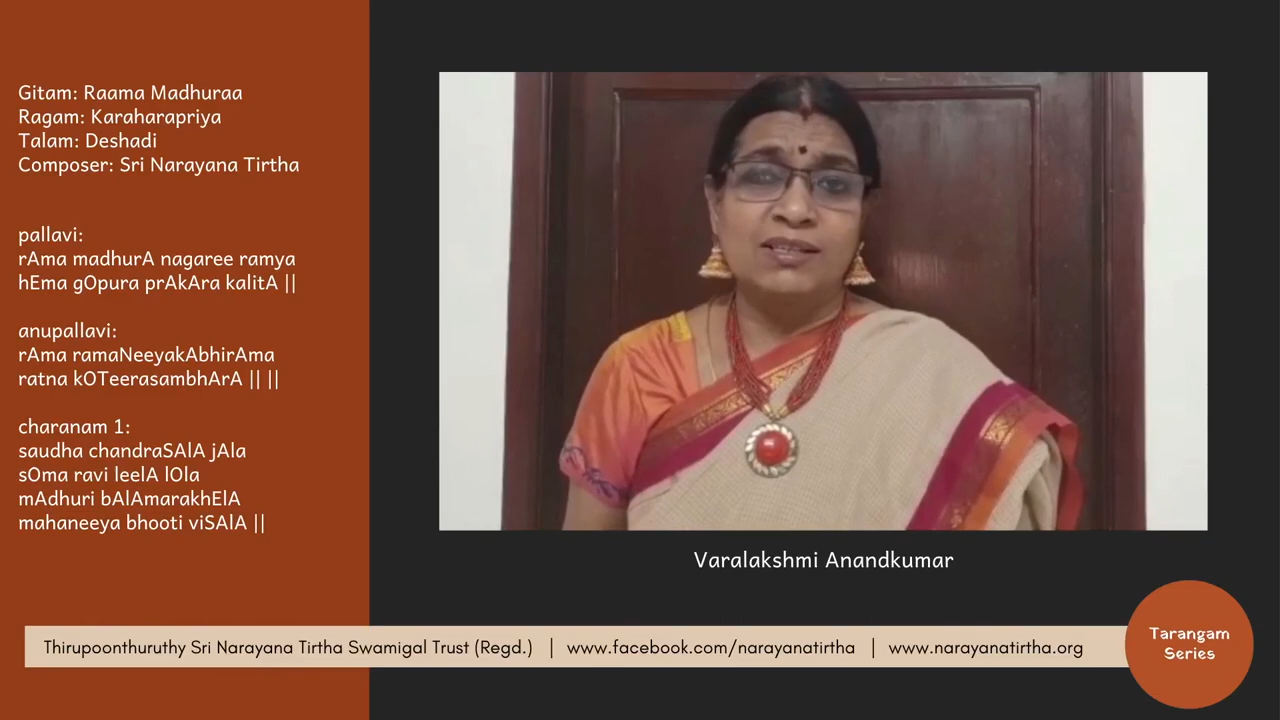 Gitam: Raama Madhuraa
Ragam: Karaharapriya
Talam: Deshadi
Composer: Sri Narayana Tirtha
pallavi:
rAma madhurA nagaree ramya
hEma gOpura prAkAra kalitA ||
anupallavi:
rAma ramaNeeyakAbhirAma
ratna kOTeerasambhArA || ||
charanam 1:
saudha chandraSAlA jAla
sOma ravi leelA lOla
mAdhuri bAlAmarakhElA
mahaneeya bhooti viSAlA ||
Varalakshmi Anandkumar
Thirupoonthuruthy Sri Narayana Tirtha Swamigal Trust (Regd.) | www.facebook.com/narayanatirtha | www.narayanatirtha.org
Tarangam
Series